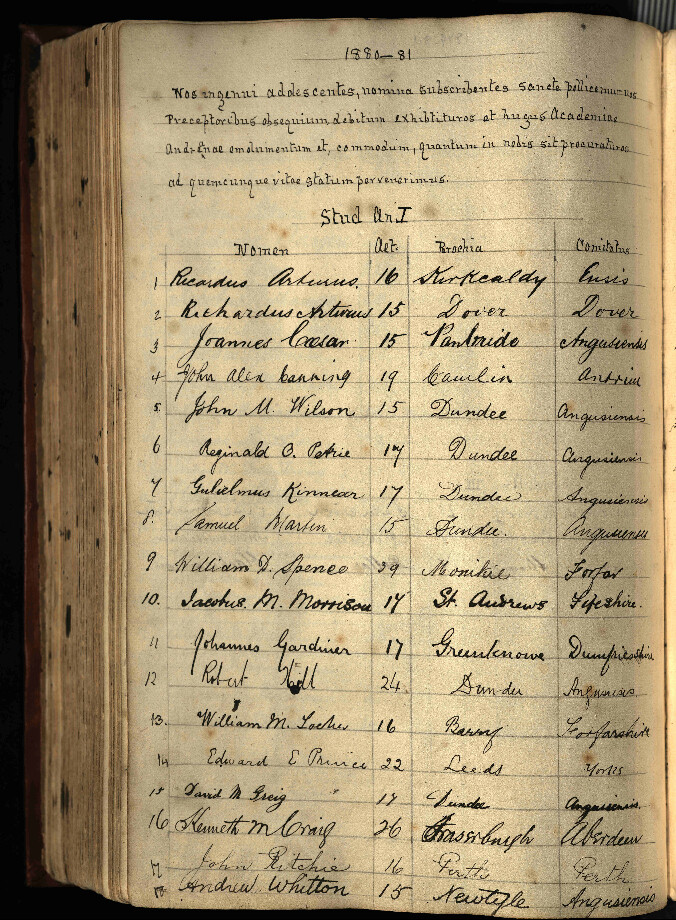 1880-81
Nos ingenui adolescentes, nomina subscribentes sancte pollicemur nos
Preceptoribus obsequium debitum exhibituros et hujus Academiae
Andreanae emolumentum et commodum, quantum in nobis sit procuraturos
ad quemcunque vitae statum pervenerimus.
Stud An. I
Nomen Aet. Comitatus
1 Ricardus Arturus. 16 Kirkcaldy Ensis
2 Richardus Arturus 15 Dover Dover
3 Joannes Caesar 15 Panbride Angusiensis
4 John Alex Canning 19 Antrim
5 John M. Wilson 15 Dundee Angusiensis
6 Reginald O. Petrie 17 Dundee Angusiensis
7 Gulielmus Kinnear 17 Dundee Angusiensis
8. Samuel Martin 15 Dundee. Angusiensis
9 William D. Spence 29 Monikie Forfar
10. Jacobus. M. Morrison 17 St. Andrews Fifeshire.
11 Johannes Gardiner 17 Greenknowe Dumfriesshire
12 Robert Hill 24 Dundee Angusiensis
13. William M. 16 Barry Forfarshire
14 Edward E Prince 22 Leeds Yorks
15 David M Greig 17 Dundee Angusiensis
16 Kenneth M Craig 26 Fraserburgh Aberdeen
17 John Ritchie 16 Perth Perth
18 Andrew Whitton 15 Newtyle Angusiensis